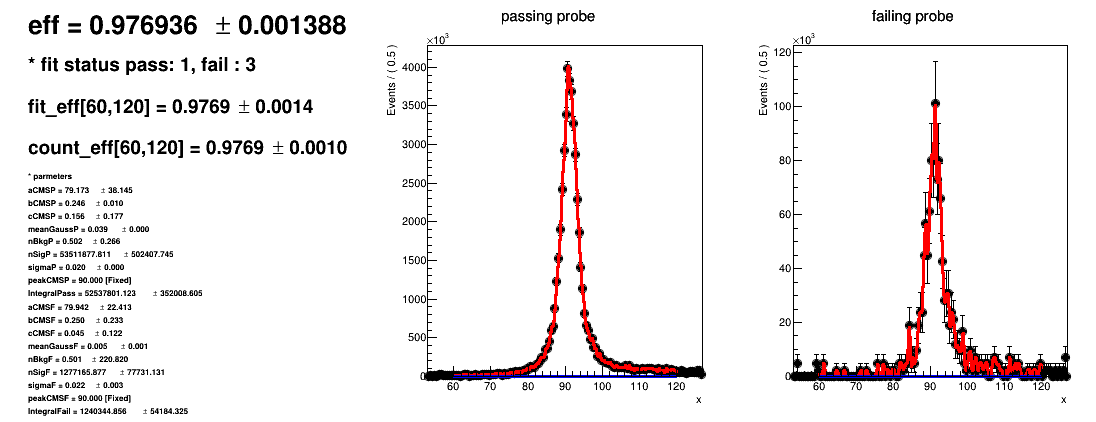 eff = 0.976936 ± 0.001388
* fit status pass: 1, fail : 3
fit_eff[60,120] = 0.9769 ± 0.0014
count_eff[60,120] = 0.9769 ± 0.0010
* parmeters
aCMSP = 79.173 ± 38.145
bCMSP = 0.246 ± 0.010
cCMSP = 0.156 ± 0.177
meanGaussP = 0.039 ± 0.000
nBkgP = 0.502 ± 0.266
nSigP = 53511877.811 ± 502407.745
sigmaP = 0.020 ± 0.000
peakCMSP = 90.000 [Fixed]
IntegralPass = 52537801.123 ± 352008.605
aCMSF = 79.942 ± 22.413
bCMSF = 0.250 ± 0.233
cCMSF = 0.045 ± 0.122
meanGaussF = 0.005 ± 0.001
nBkgF = 0.501 ± 220.820
nSigF = 1277165.877 ± 77731.131
sigmaF = 0.022 ± 0.003
peakCMSF = 90.000 [Fixed]
IntegralFail = 1240344.856 ± 54184.325
passing probe
×10³
Events / ( 0.5 )
4000
3500
3000
2500
2000
1500
1000
500
0
60 70 80 90 100 110 120
x
failing probe
×10³
Events / ( 0.5 )
120
100
80
60
40
20
0
60 70 80 90 100 110 120
x